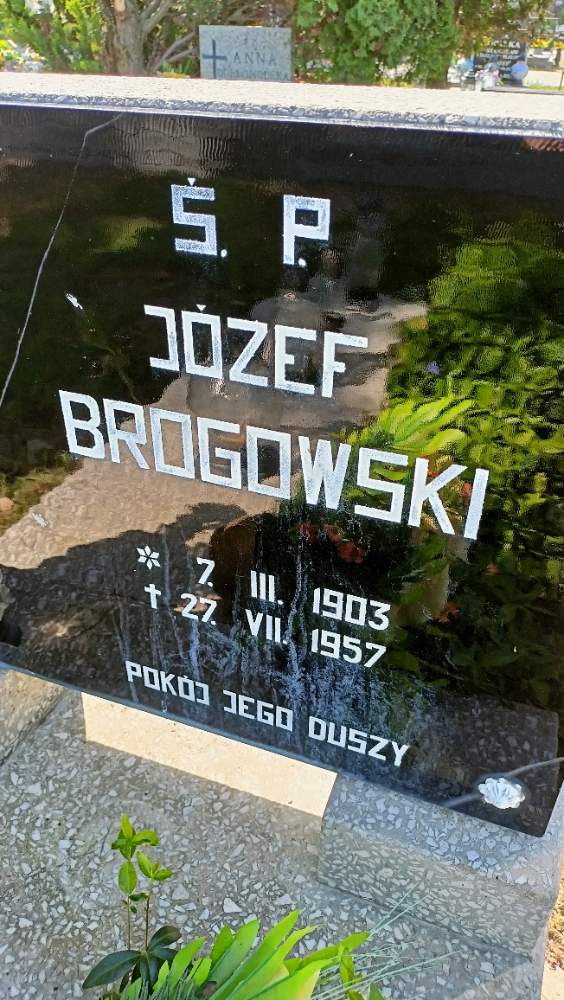 ANNA
Ś. P.
JÓZEF
BROGOWSKI
* 7. III. 1903
† 27. VII. 1957
POKÓJ JEGO DUSZY